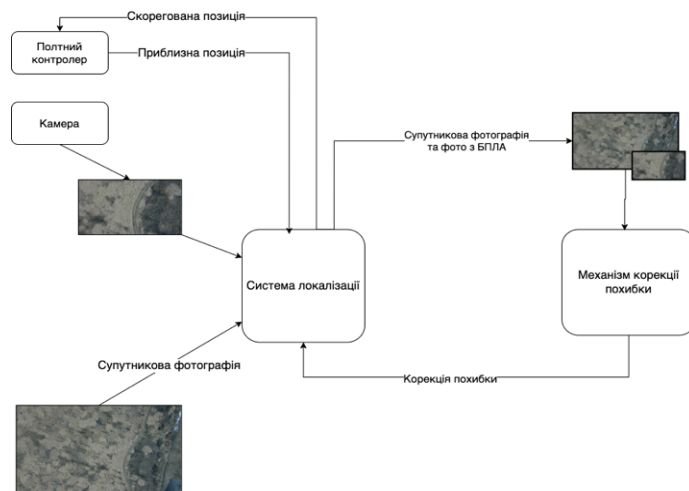 Скорегована позиція
Полтний
контролер
Приблизна позиція
Камера
Супутникова фотографія
та фото з БПЛА
Система локалізації
Механізм корекції
похибки
Супутникова фотографія
Корекція похибки